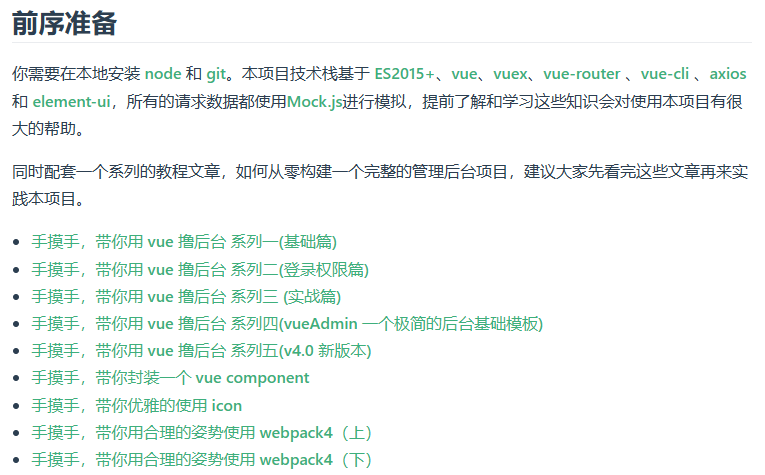 前序准备
你需要在本地安装 node 和 git。本项目技术栈基于 ES2015+、vue、vuex、vue-router 、vue-cli 、axios
和 element-ui，所有的请求数据都使用Mock.js进行模拟，提前了解和学习这些知识会对使用本项目有很
大的帮助。
同时配套一个系列的教程文章，如何从零构建一个完整的管理后台项目，建议大家先看完这些文章再来实
践本项目。
• 手摸手，带你用 vue 撸后台 系列一(基础篇)
• 手摸手，带你用 vue 撸后台 系列二(登录权限篇)
• 手摸手，带你用 vue 撸后台 系列三 (实战篇)
• 手摸手，带你用 vue 撸后台 系列四(vueAdmin 一个极简的后台基础模板)
• 手摸手，带你用 vue 撸后台 系列五(v4.0 新版本)
• 手摸手，带你封装一个 vue component
• 手摸手，带你优雅的使用 icon
• 手摸手，带你用合理的姿势使用 webpack4（上）
• 手摸手，带你用合理的姿势使用 webpack4（下）